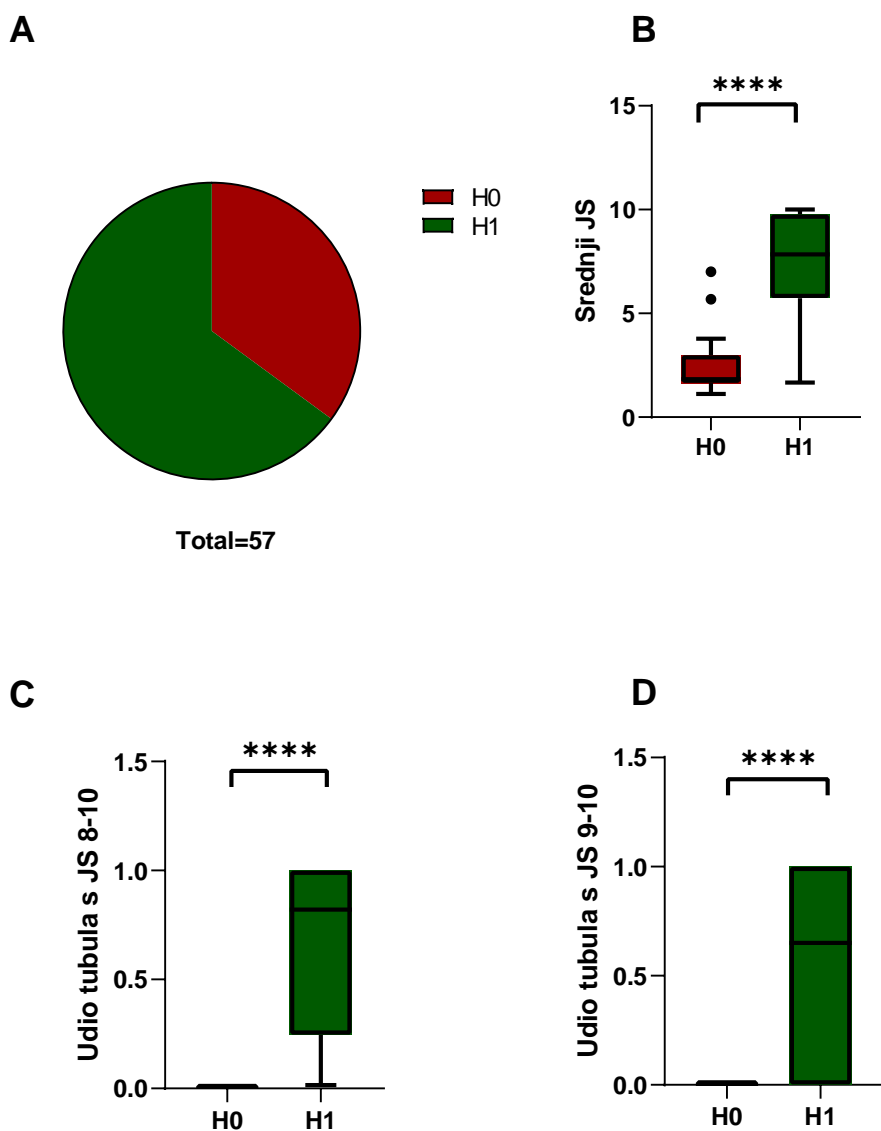 A
H0
H1
Total=57
B
****
Srednji JS
15
10
5
0
H0
H1
C
****
Udio tubula s JS 8-10
1.5
1.0
0.5
0.0
H0
H1
D
****
Udio tubula s JS 9-10
1.5
1.0
0.5
0.0
H0
H1